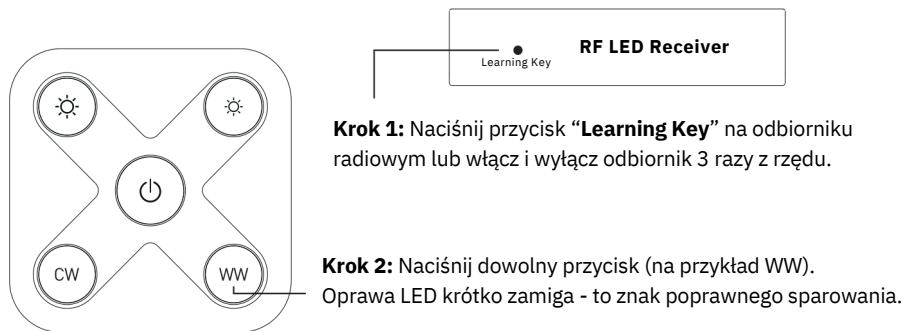 RF LED Receiver
Learning Key
Krok 1: Naciśnij przycisk “Learning Key” na odbiorniku
radiowym lub włącz i wyłącz odbiornik 3 razy z rzędu.
CW
WW
Krok 2: Naciśnij dowolny przycisk (na przykład WW).
Oprawa LED krótko zamiga - to znak poprawnego sparowania.